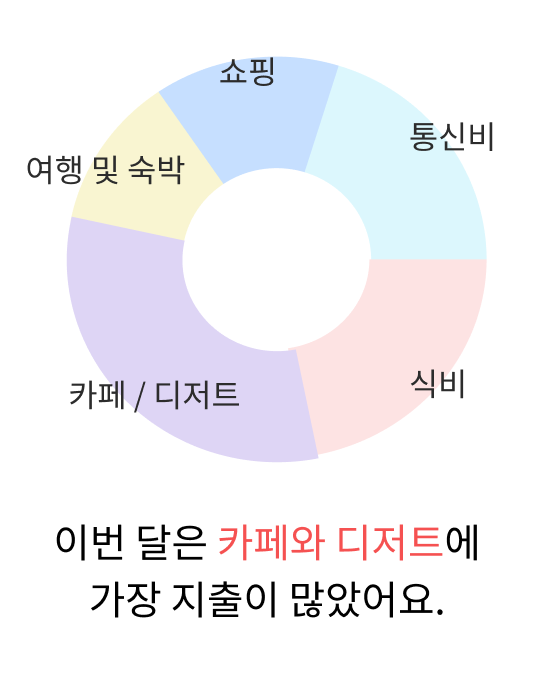 쇼핑
통신비
여행 및 숙박
식비
카페 / 디저트
이번 달은 카페와 디저트에
가장 지출이 많았어요.